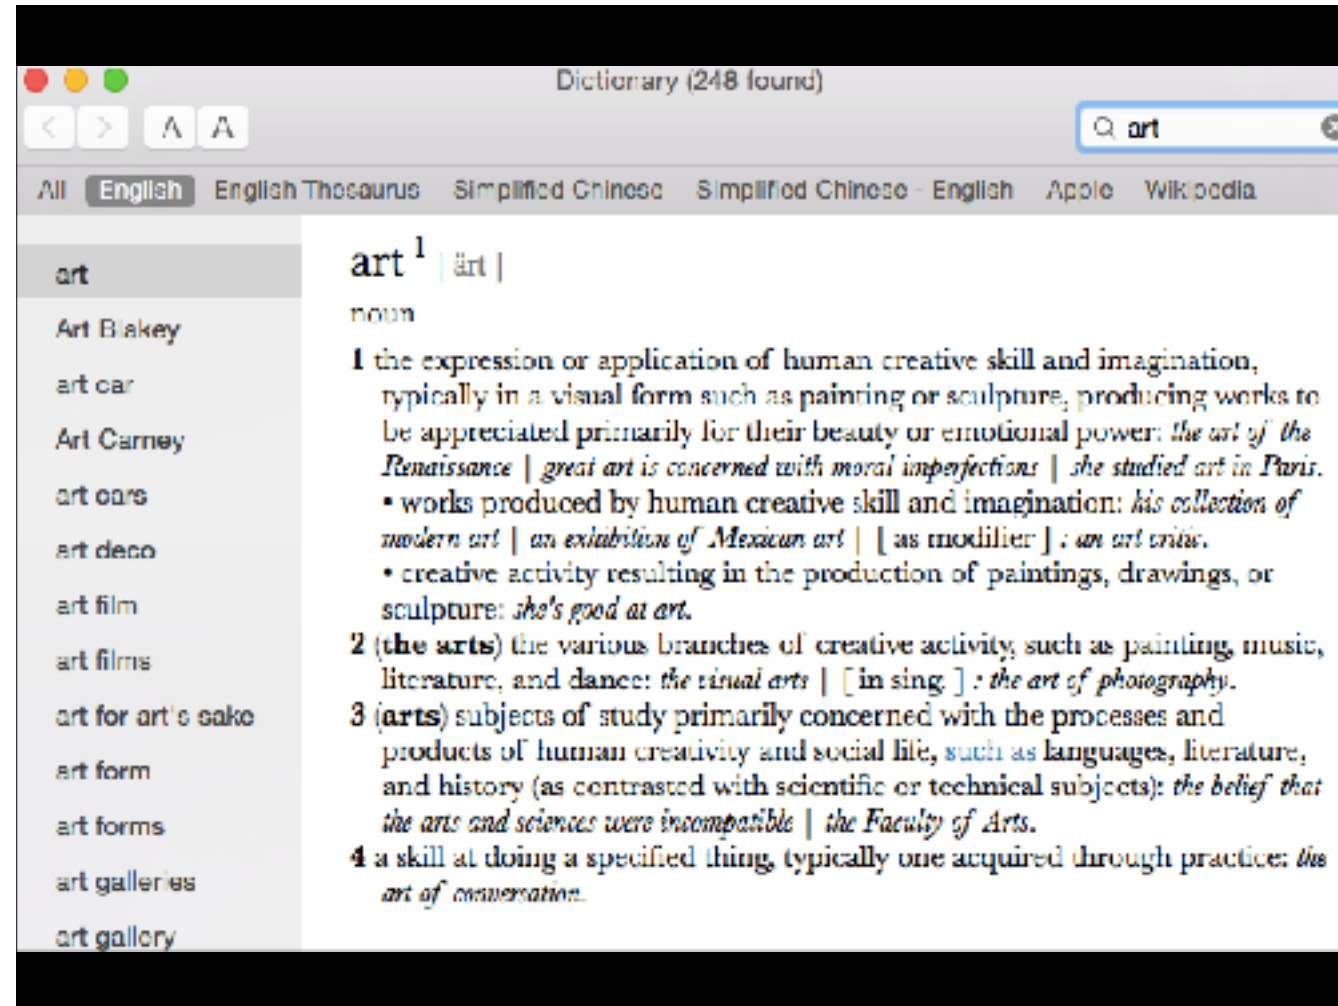 Dictionary (248 found)
A A
art
All English English Thesaurus Simplified Chinese Simplified Chinese - English Apple Wikipedia
art
Art Blakey
art car
Art Carney
art cars
art deco
art film
art films
art for art's sake
art form
art forms
art galleries
art gallery
art 1 | ärt |
noun
1 the expression or application of human creative skill and imagination,
typically in a visual form such as painting or sculpture, producing works to
be appreciated primarily for their beauty or emotional power: the art of the
Renaissance | great art is concerned with moral imperfections | she studied art in Paris.
• works produced by human creative skill and imagination: his collection of
modern art | an exhibition of Mexican art | [ as modifier ] : an art critic.
• creative activity resulting in the production of paintings, drawings, or
sculpture: she's good at art.
2 (the arts) the various branches of creative activity, such as painting, music,
literature, and dance: the visual arts | [ in sing. ] : the art of photography.
3 (arts) subjects of study primarily concerned with the processes and
products of human creativity and social life, such as languages, literature,
and history (as contrasted with scientific or technical subjects): the belief that
the arts and sciences were incompatible | the Faculty of Arts.
4 a skill at doing a specified thing, typically one acquired through practice: the
art of conversation.